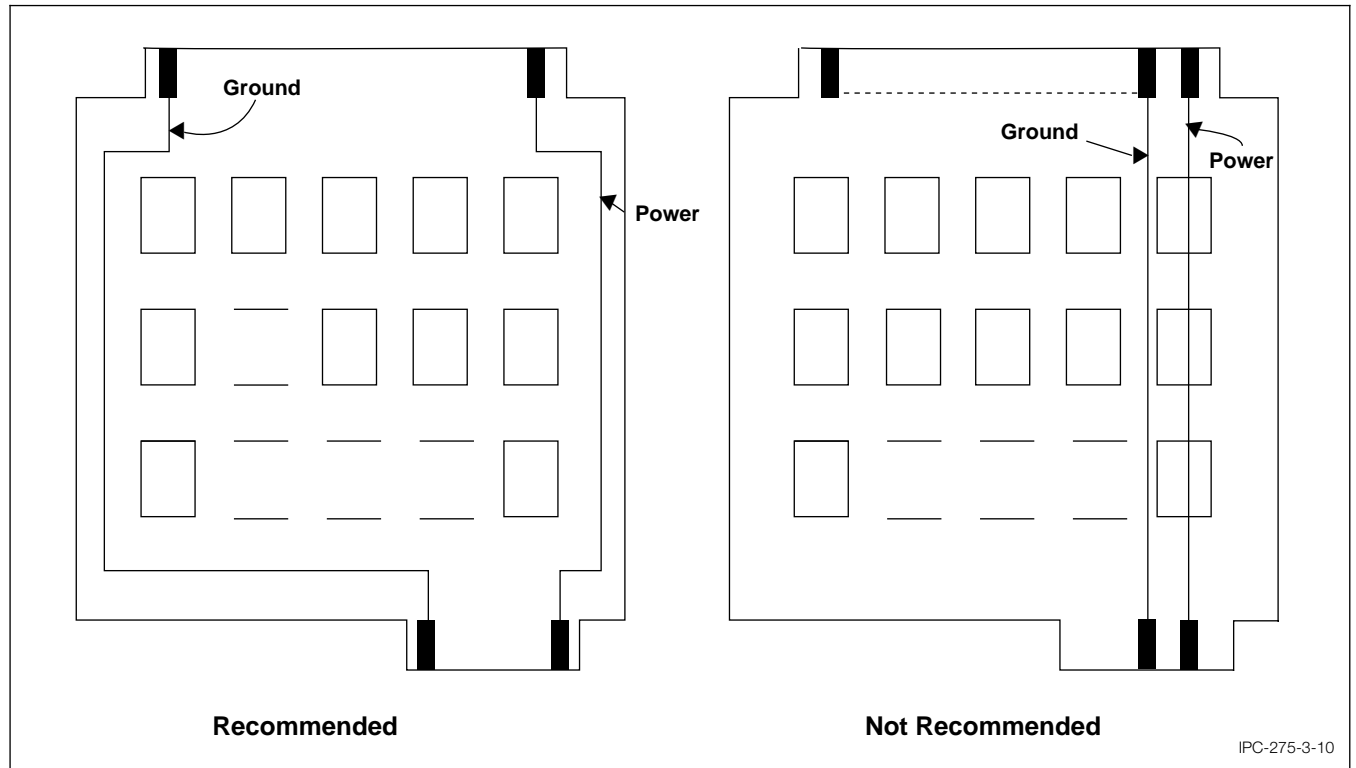 Ground
Power
Recommended
Ground
Power
Not Recommended
IPC-275-3-10